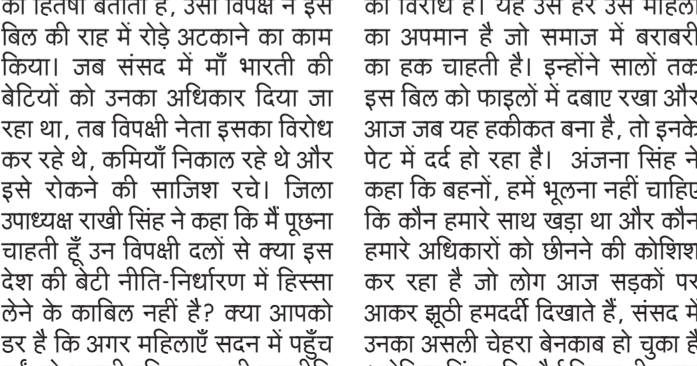 का हितैषी बताता है, उसी विपक्ष ने इस
बिल की राह में रोड़े अटकाने का काम
किया। जब संसद में माँ भारती की
बेटियों को उनका अधिकार दिया जा
रहा था, तब विपक्षी नेता इसका विरोध
कर रहे थे, कमियाँ निकाल रहे थे और
इसे रोकने की साजिश रचे। जिला
उपाध्यक्ष राखी सिंह ने कहा कि मैं पूछना
चाहती हूँ उन विपक्षी दलों से क्या इस
देश की बेटी नीति-निर्धारण में हिस्सा
लेने के काबिल नहीं है? क्या आपको
डर है कि अगर महिलाएँ सदन में पहुँच
का विरोध है। यह उस हर उस महिला
का अपमान है जो समाज में बराबरी
का हक चाहती है। इन्होंने सालों तक
इस बिल को फाइलों में दबाए रखा और
आज जब यह हकीकत बना है, तो इनके
पेट में दर्द हो रहा है। अंजना सिंह ने
कहा कि बहनों, हमें भूलना नहीं चाहिए
कि कौन हमारे साथ खड़ा था और कौन
हमारे अधिकारों को छीनने की कोशिश
कर रहा है जो लोग आज सड़कों पर
आकर झूठी हमदर्दी दिखाते हैं, संसद में
उनका असली चेहरा बेनकाब हो चुका है